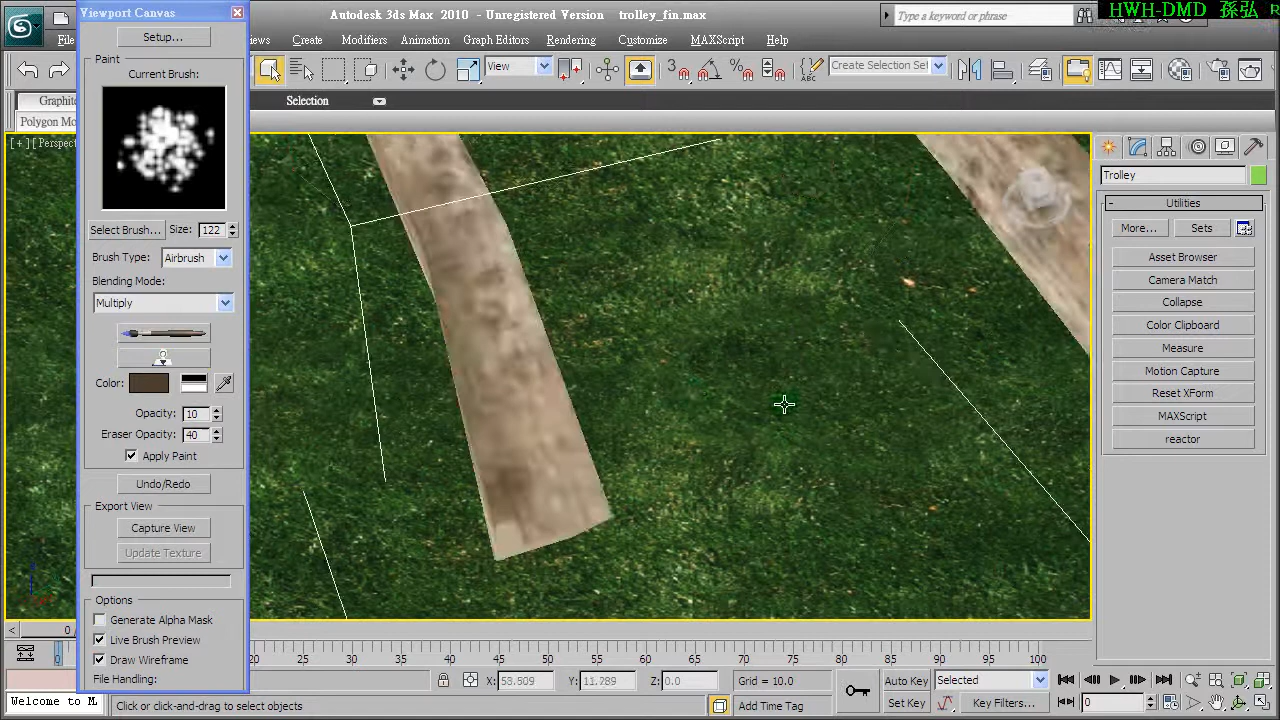 Viewport Canvas
Autodesk 3ds Max 2010 - Unregistered Version trolley_fin.max
Type a keyword or phrase
HWH-DMD 孫弘
Setup...
Create
Modifiers
Animation
Graph Editors
Rendering
Customize
MAXScript
Help
Paint
Current Brush:
View
Create Selection Set
Selection
Polygon Mo
[ + ] [ Perspect
Select Brush...
Size: 122
Brush Type: Airbrush
Blending Mode:
Multiply
Color:
Opacity: 10
Eraser Opacity: 40
Apply Paint
Undo/Redo
Export View
Capture View
Update Texture
Options
Generate Alpha Mask
Live Brush Preview
Draw Wireframe
File Handling:
Trolley
Utilities
More...
Sets
Asset Browser
Camera Match
Collapse
Color Clipboard
Measure
Motion Capture
Reset XForm
MAXScript
reactor
20 25 30 35 40 45 50 55 60 65 70 75 80 85 90 95 100
X: 53.509
Y: 11.289
Z: 0.0
Grid = 10.0
Auto Key
Selected
Welcome to M
Click or click-and-drag to select objects
Add Time Tag
Set Key
Key Filters...
0